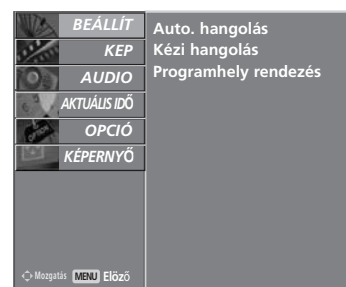 BEÁLLÍT
KEP
AUDIO
AKTUÁLIS IDŐ
OPCIÓ
KÉPERNYŐ
Auto. hangolás
Kézi hangolás
Programhely rendezés
Mozgatás MENU Előző